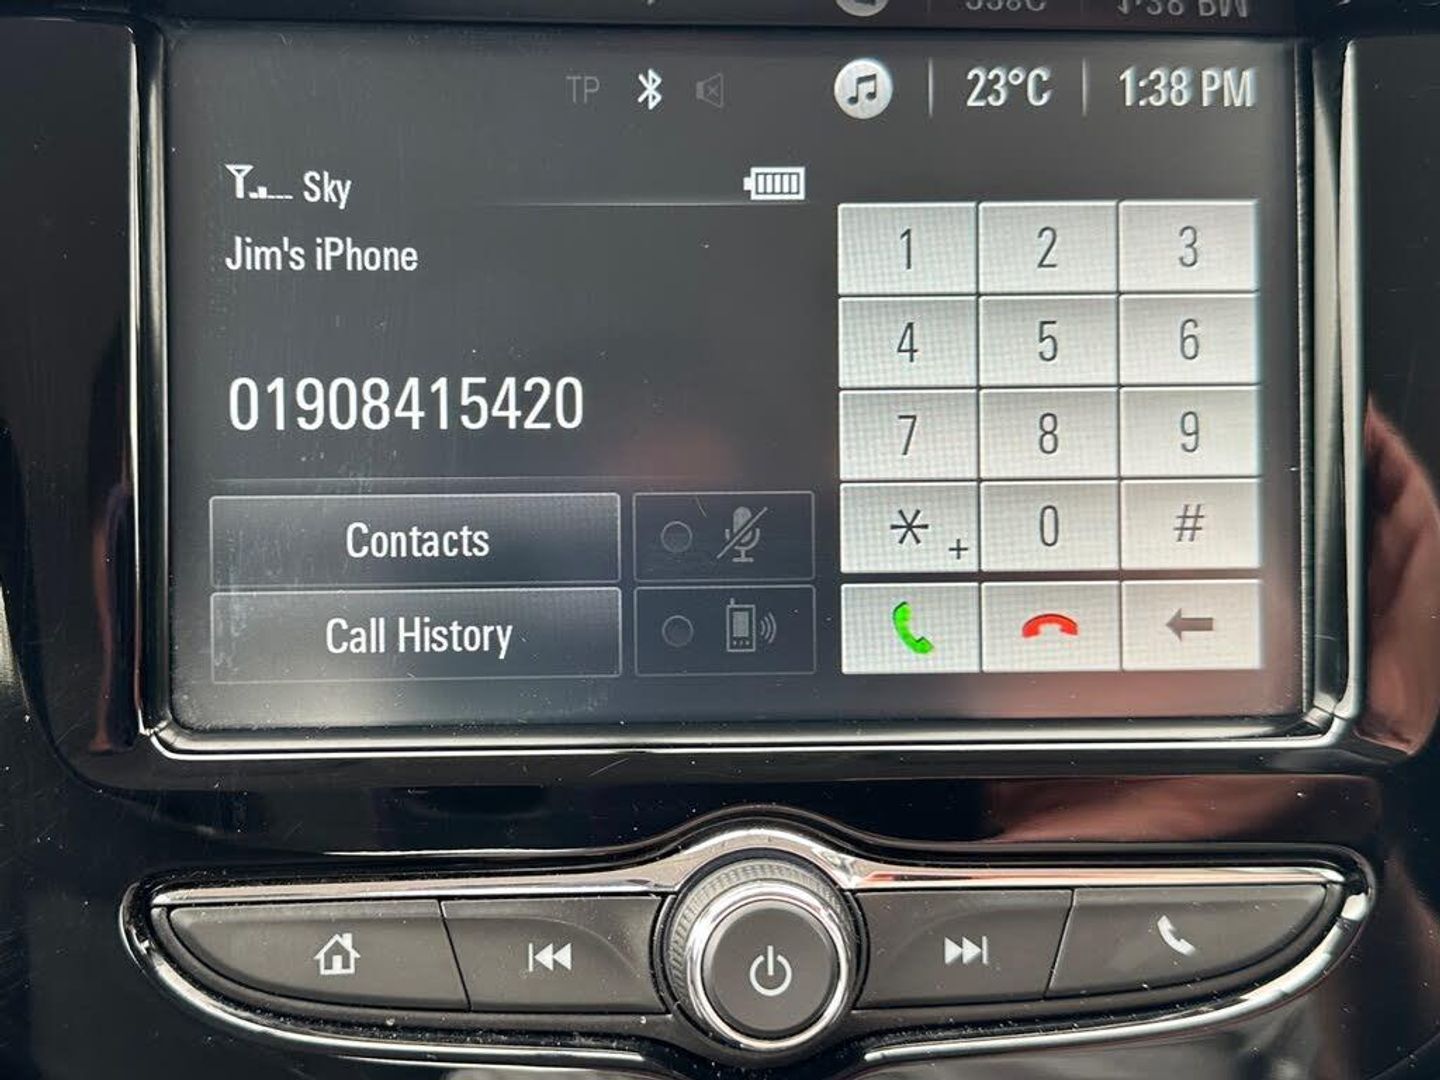 TP 23°C 1:38 PM
Sky
Jim's iPhone
01908415420
Contacts
Call History
1 2 3
4 5 6
7 8 9
*+ 0 #